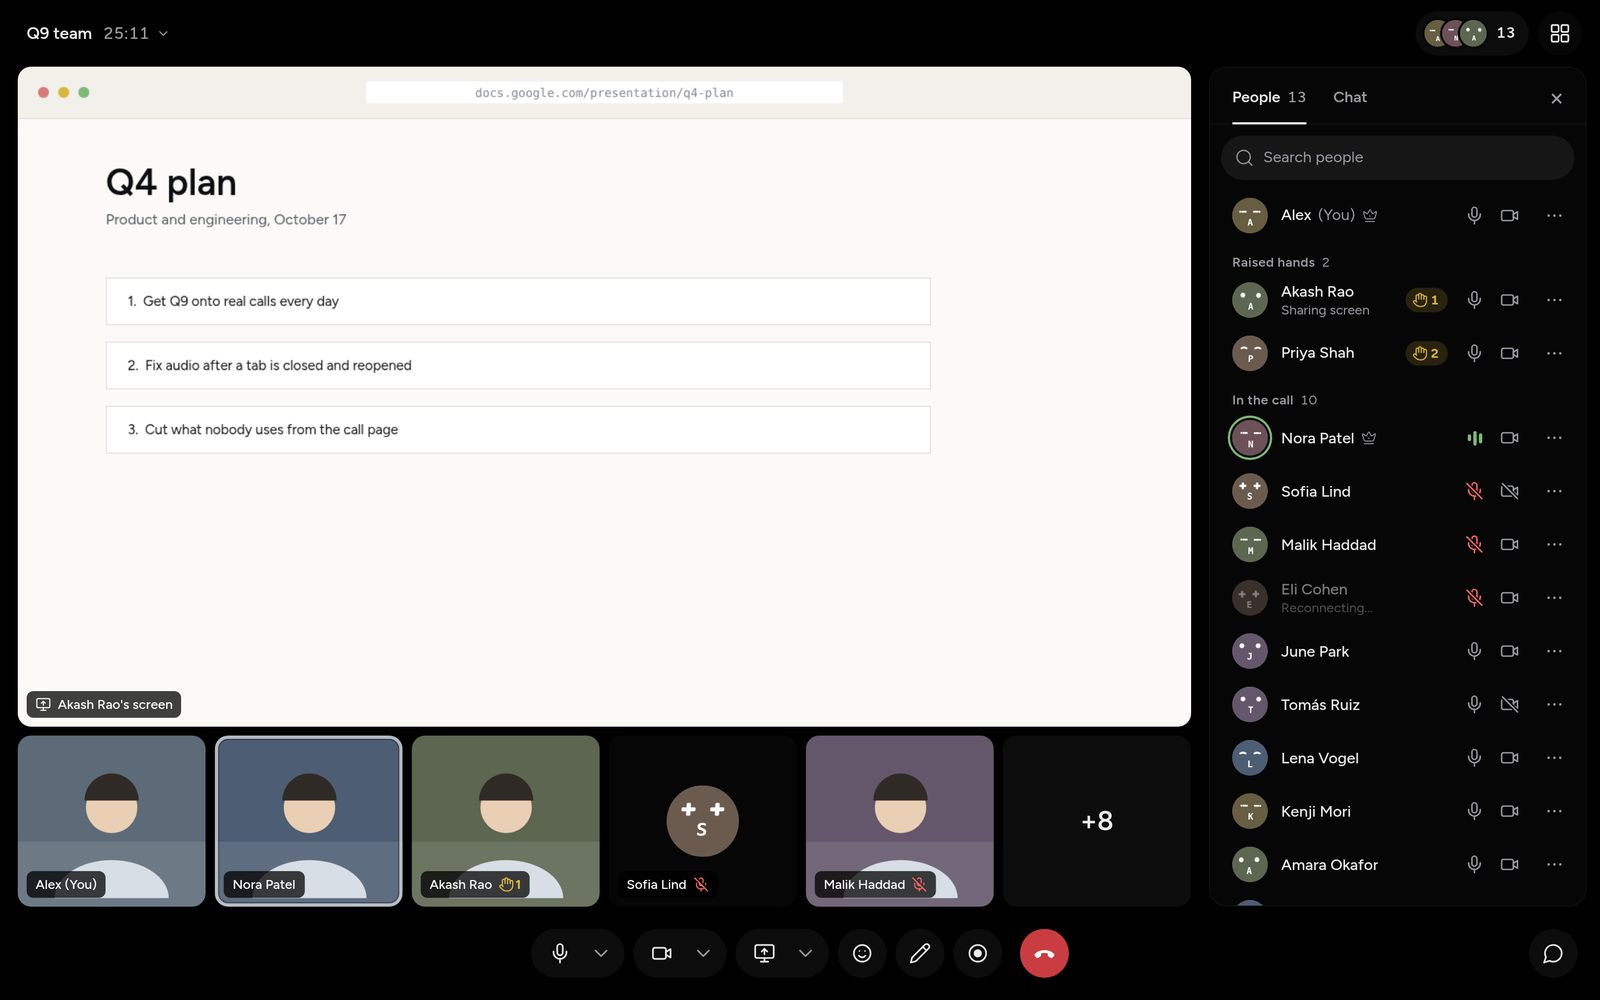 Q9 team 25:11
13
docs.google.com/presentation/q4-plan
Q4 plan
Product and engineering, October 17
1. Get Q9 onto real calls every day
2. Fix audio after a tab is closed and reopened
3. Cut what nobody uses from the call page
Akash Rao's screen
Alex (You)
Nora Patel
Akash Rao 1
S
Sofia Lind
Malik Haddad
+8
People 13 Chat
Search people
A
Alex (You)
Raised hands 2
A
Akash Rao
Sharing screen
1
P
Priya Shah
2
In the call 10
N
Nora Patel
S
Sofia Lind
M
Malik Haddad
E
Eli Cohen
Reconnecting...
J
June Park
T
Tomás Ruiz
L
Lena Vogel
K
Kenji Mori
A
Amara Okafor